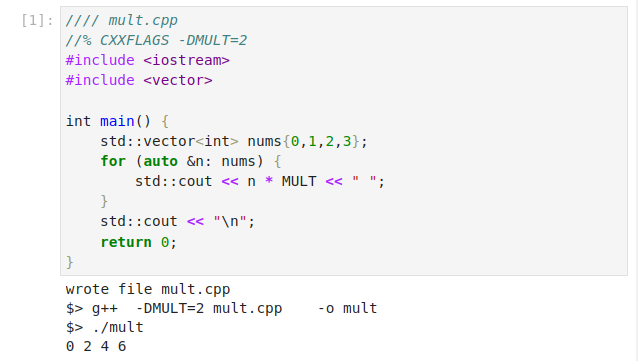 [1]: //// mult.cpp
//% CXXFLAGS -DMULT=2
#include <iostream>
#include <vector>
int main() {
    std::vector<int> nums{0,1,2,3};
    for (auto &n: nums) {
        std::cout << n * MULT << " ";
    }
    std::cout << "\n";
    return 0;
}
wrote file mult.cpp
$> g++  -DMULT=2 mult.cpp    -o mult
$> ./mult
0 2 4 6